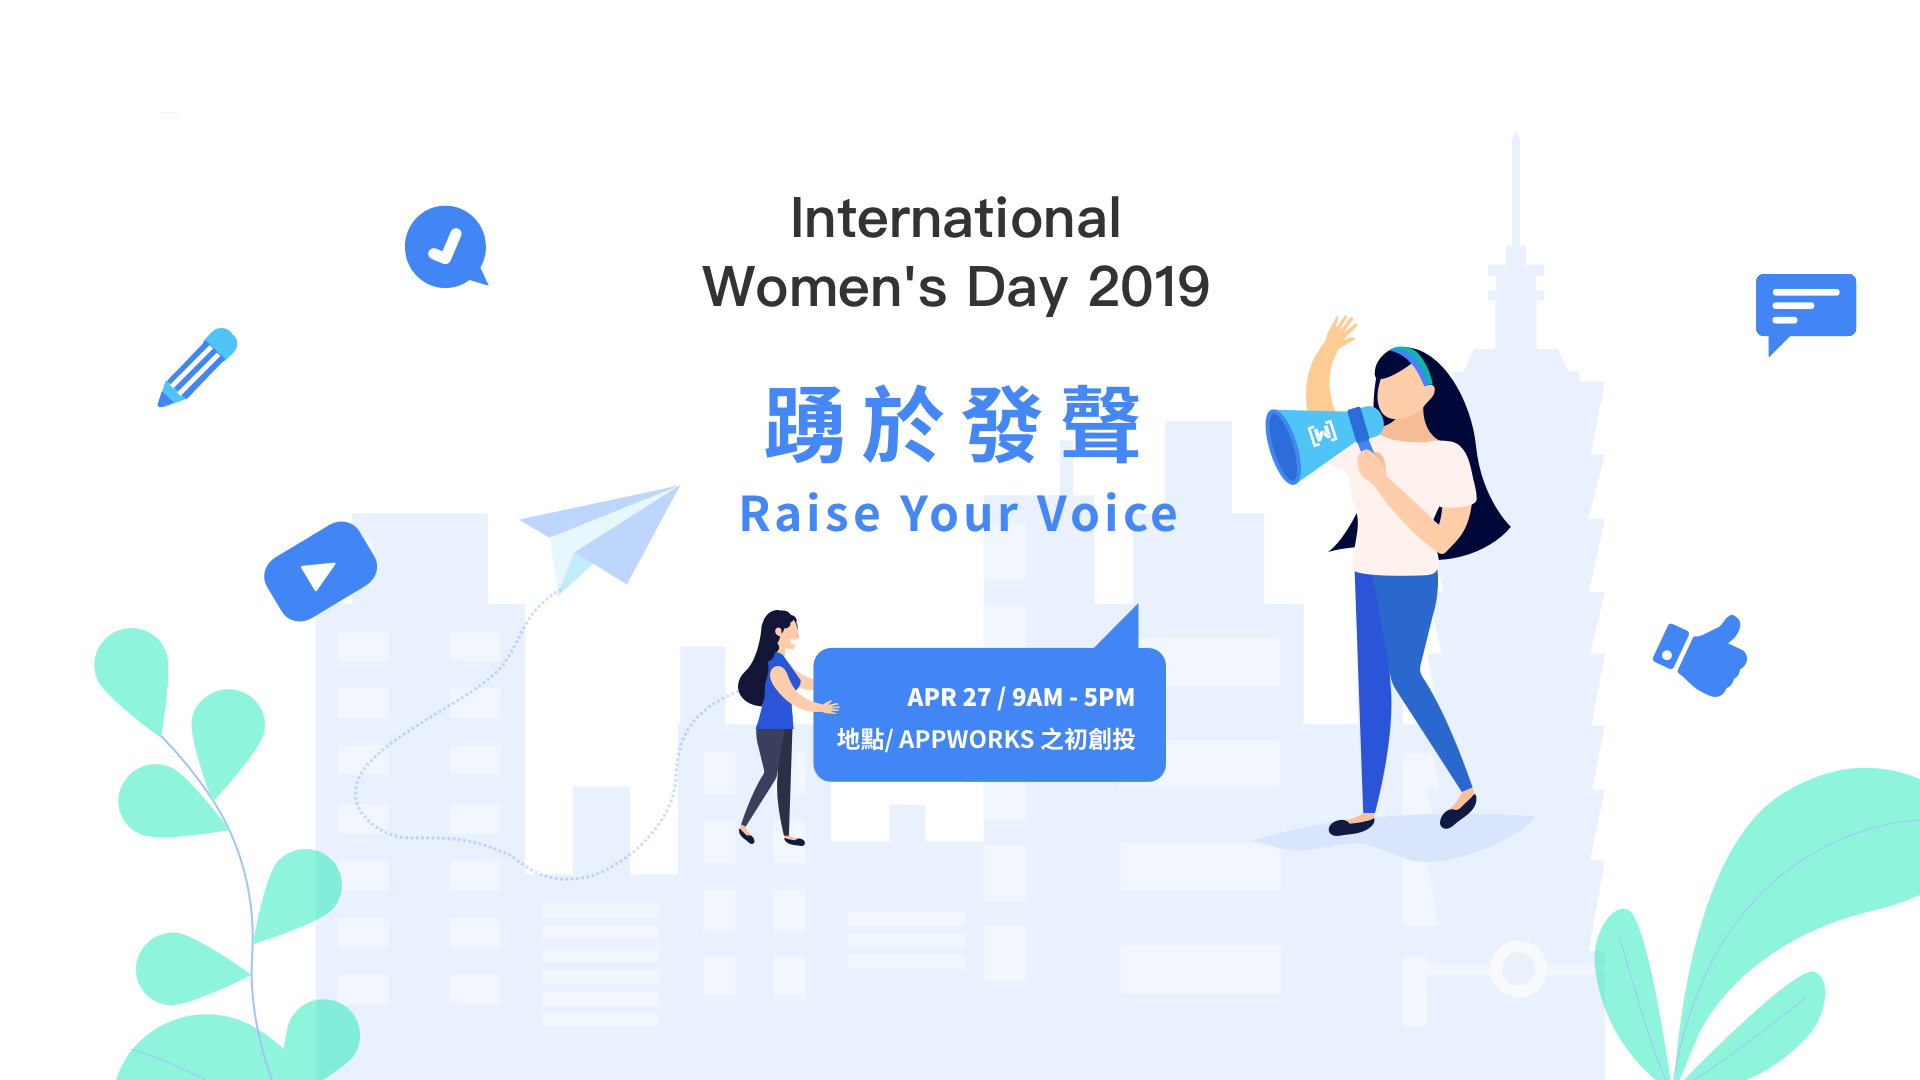 International
Women's Day 2019
踴於發聲
Raise Your Voice
[W]
APR 27 / 9AM - 5PM
地點/ APPWORKS 之初創投